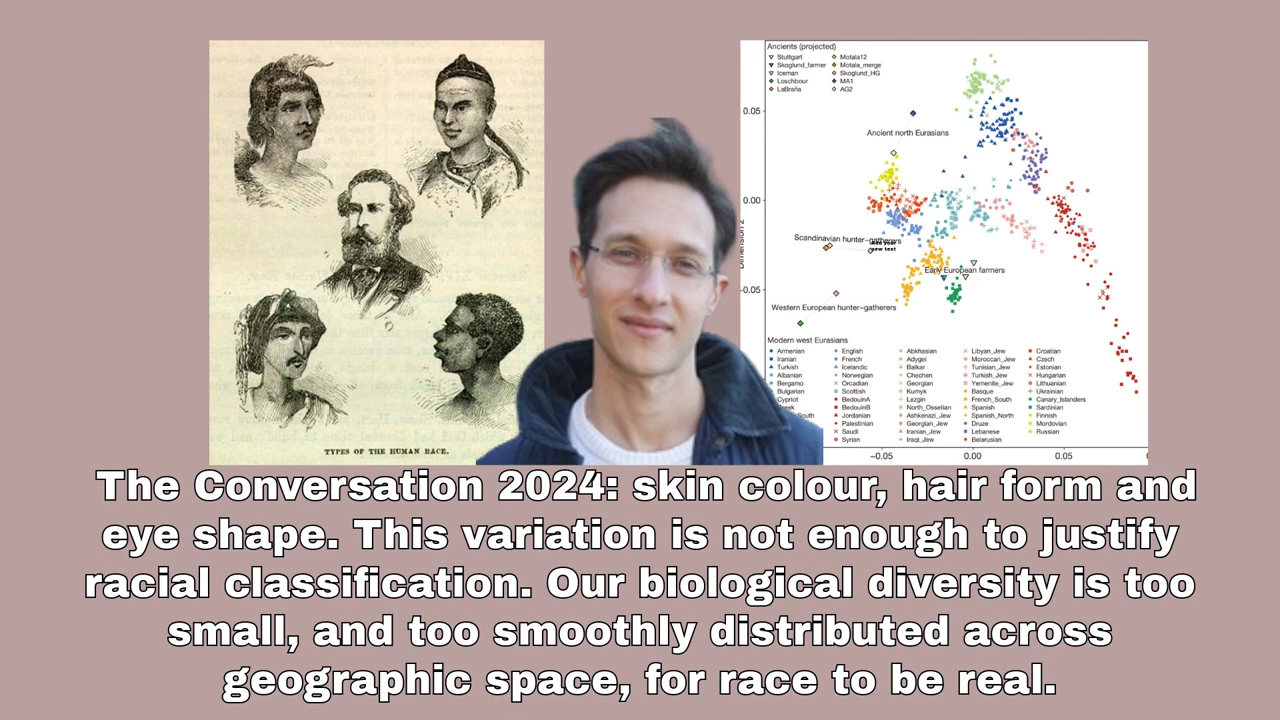 TYPES OF THE HUMAN RACE.
Ancients (projected)
Stuttgart
Skoglund_farmer
Iceman
Loschbour
LaBraña
Motala12
Motala_merge
Skoglund_HG
MA1
AG2
0.05
Ancient north Eurasians
0.00
Scandinavian hunter-gatherers
Add your
new text
Early European farmers
-0.05
Western European hunter-gatherers
Modern west Eurasians
Armenian
Iranian
Turkish
Albanian
Bergamo
Bulgarian
Cypriot
English
French
Icelandic
Norwegian
Orcadian
Scottish
BedouinA
BedouinB
Jordanian
Palestinian
Saudi
Syrian
Abkhasian
Adygei
Balkar
Chechen
Georgian
Kumyk
Lezgin
North_Ossetian
Ashkenazi_Jew
Georgian_Jew
Iranian_Jew
Iraqi_Jew
Libyan_Jew
Moroccan_Jew
Tunisian_Jew
Turkish_Jew
Yemenite_Jew
Basque
French_South
Spanish
Spanish_North
Druze
Lebanese
Belarusian
Croatian
Czech
Estonian
Hungarian
Lithuanian
Ukrainian
Canary_Islanders
Sardinian
Finnish
Mordovian
Russian
−0.05
0.00
0.05
The Conversation 2024: skin colour, hair form and
eye shape. This variation is not enough to justify
racial classification. Our biological diversity is too
small, and too smoothly distributed across
geographic space, for race to be real.